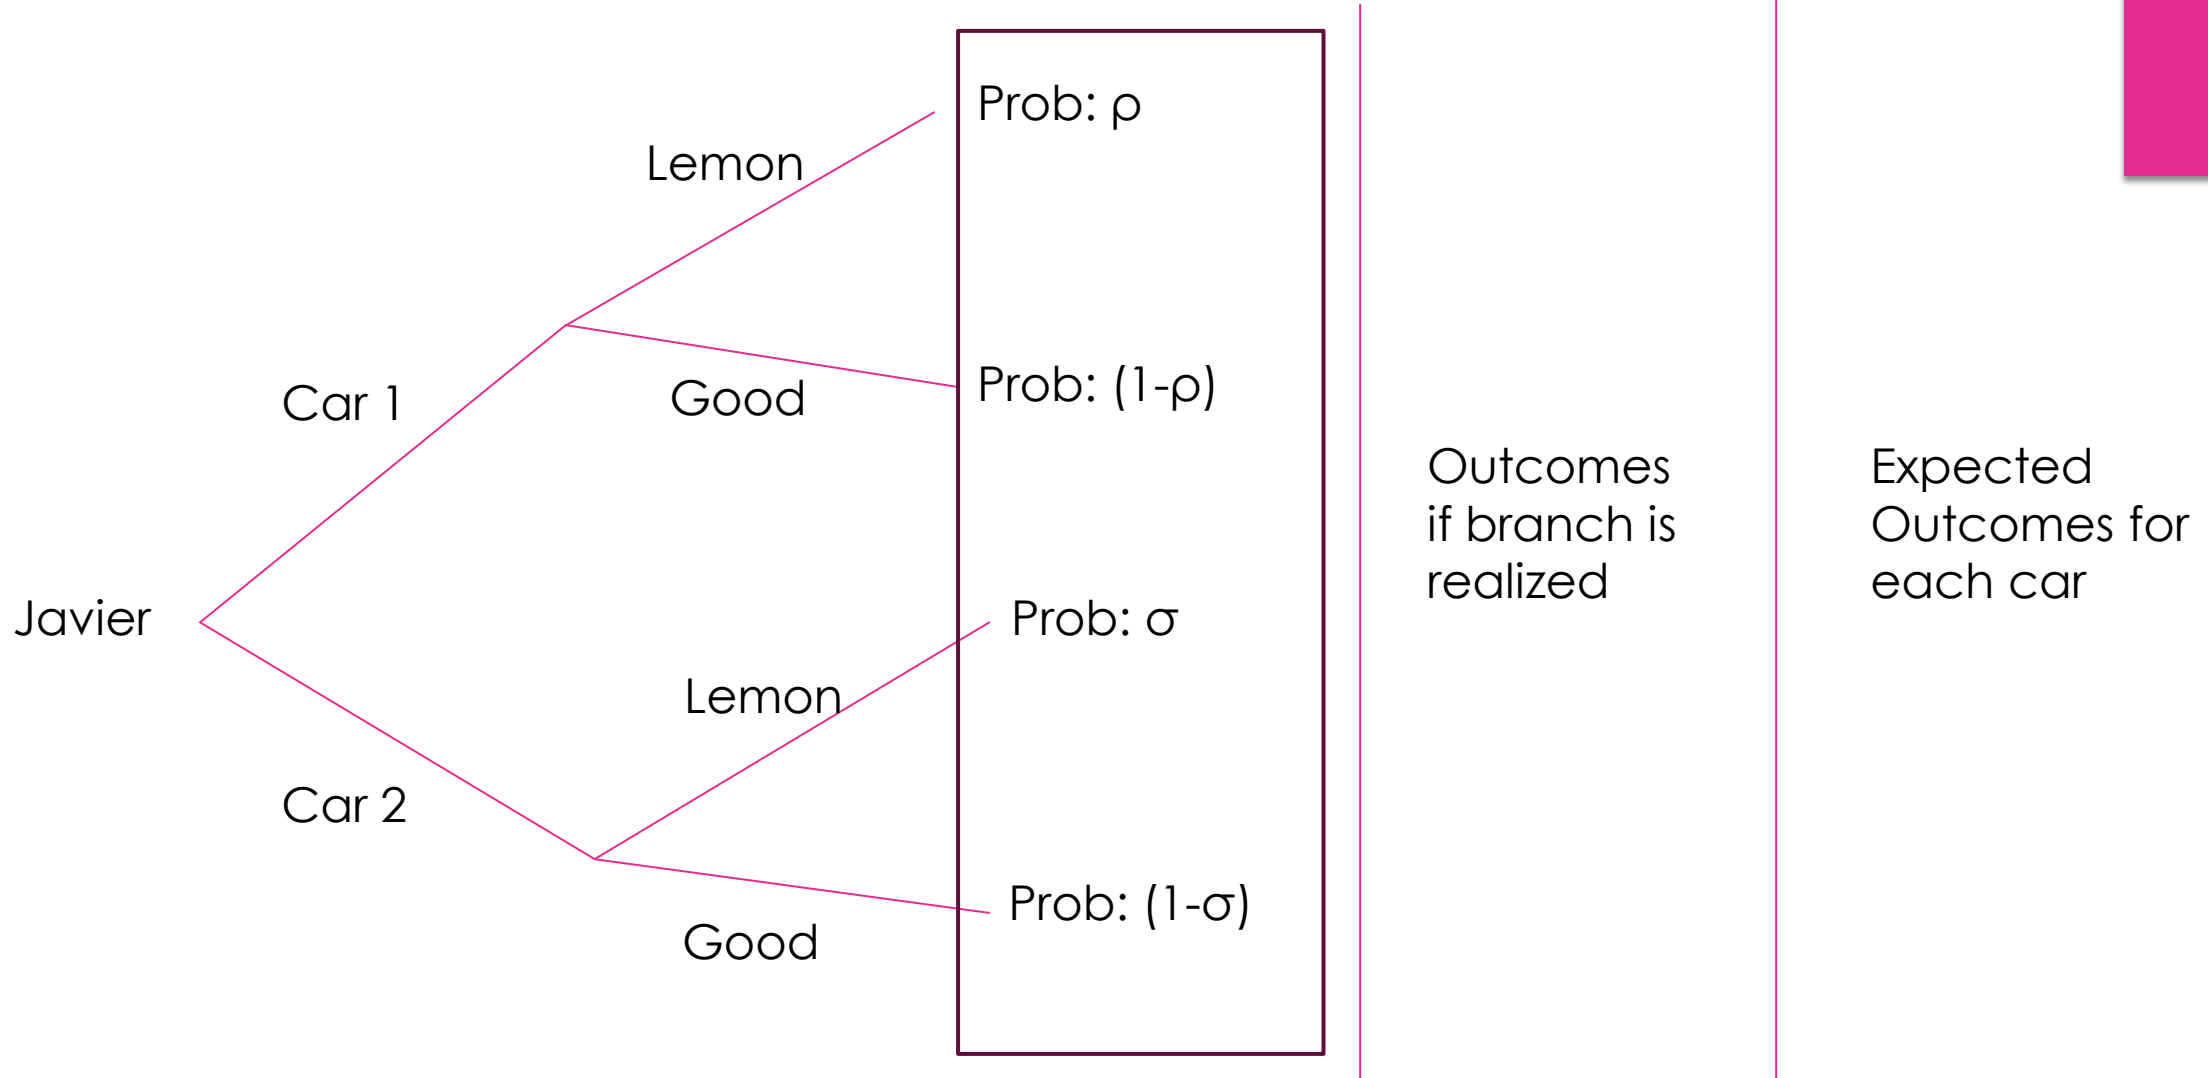 Prob: ρ
Lemon
Prob: (1-ρ)
Good
Car 1
Outcomes
if branch is
realized
Expected
Outcomes for
each car
Javier
Prob: σ
Lemon
Car 2
Prob: (1-σ)
Good